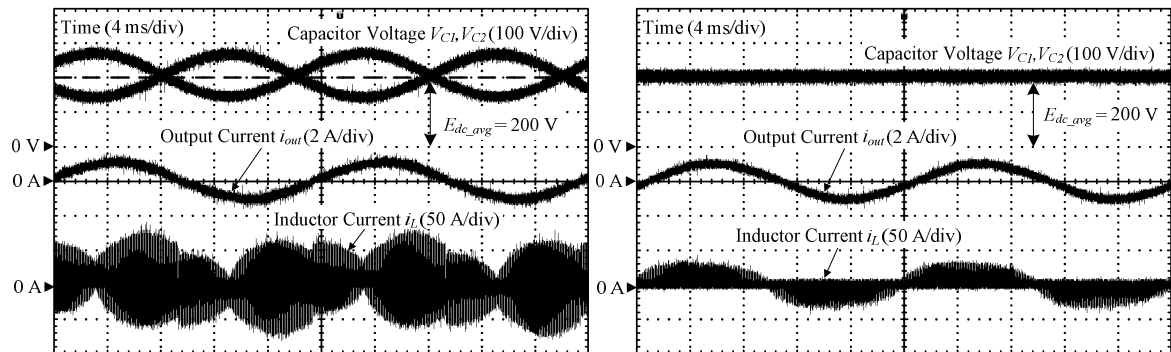 Time (4 ms/div)
Capacitor Voltage V_C1, V_C2 (100 V/div)
E_dc_avg = 200 V
Output Current i_out (2 A/div)
0 V
0 A
Inductor Current i_L (50 A/div)
0 A
Time (4 ms/div)
Capacitor Voltage V_C1, V_C2 (100 V/div)
E_dc_avg = 200 V
Output Current i_out (2 A/div)
0 V
0 A
Inductor Current i_L (50 A/div)
0 A